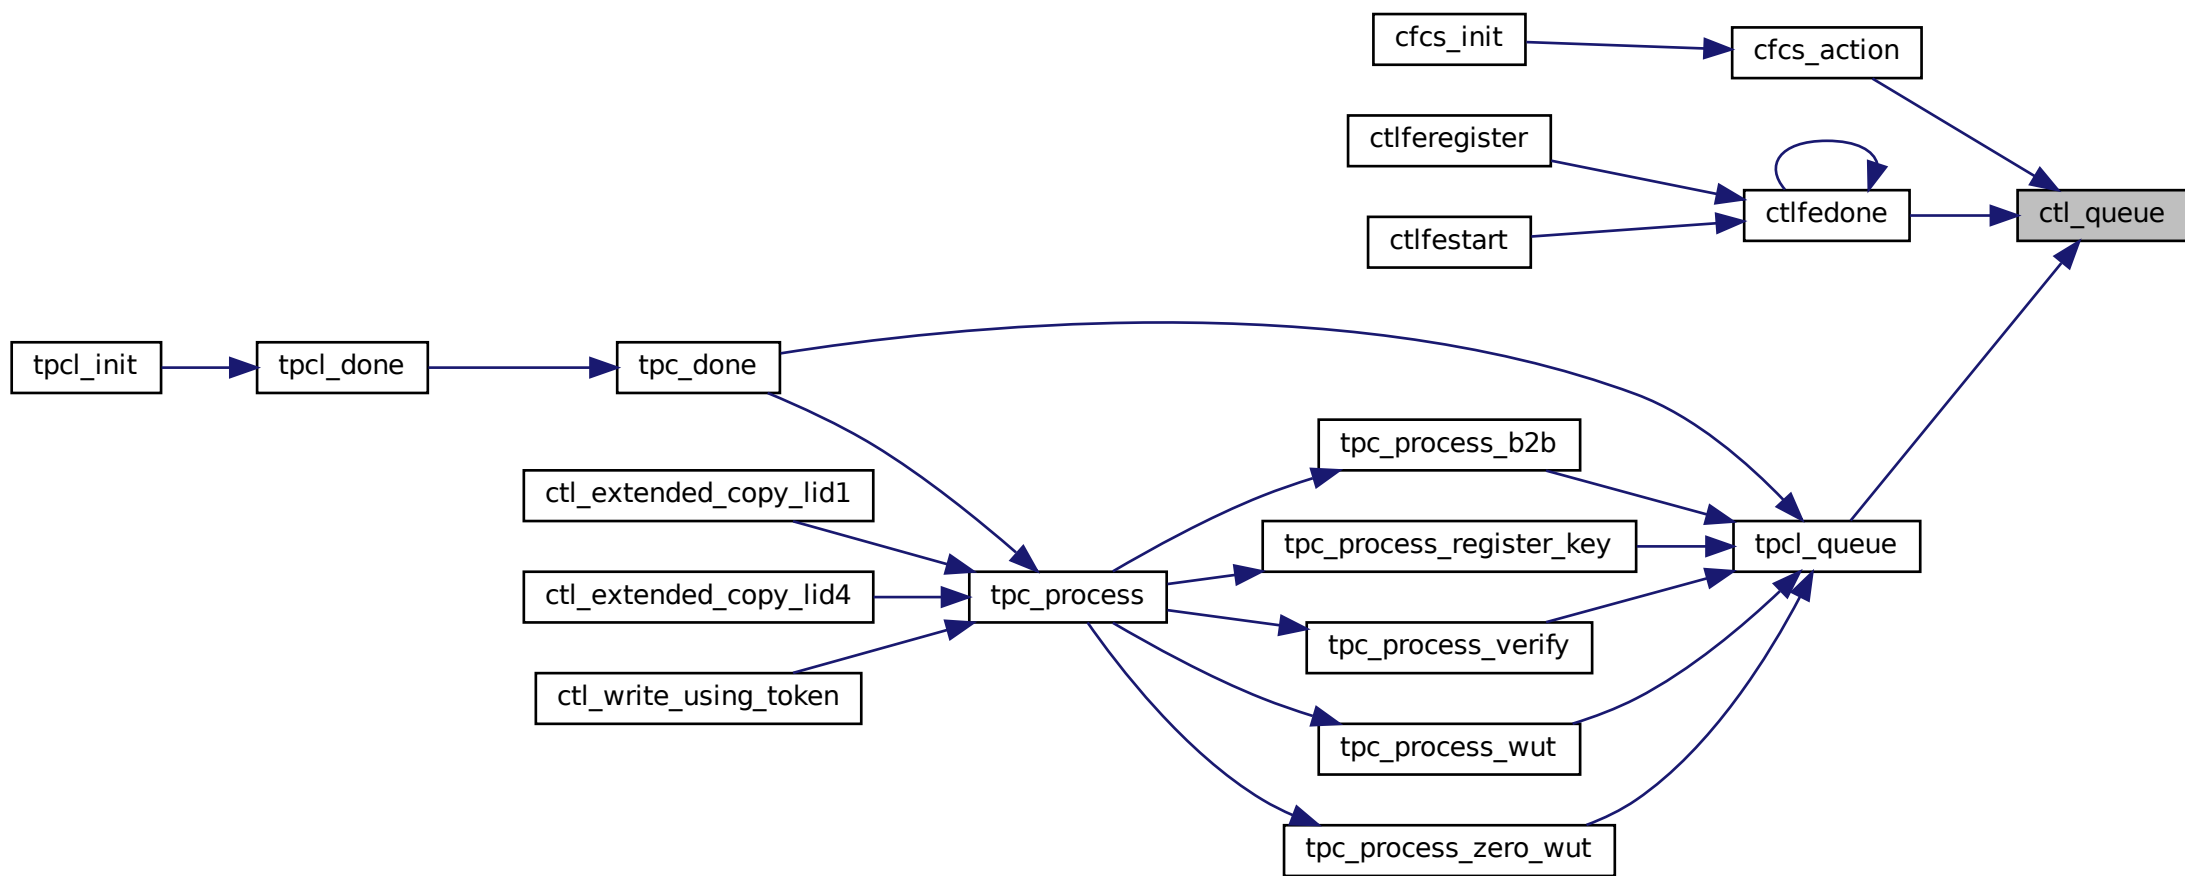 cfcs_init
cfcs_action
ctlferegister
ctlfedone
ctl_queue
ctlfestart
tpcl_init
tpcl_done
tpc_done
tpc_process_b2b
ctl_extended_copy_lid1
tpc_process_register_key
tpcl_queue
ctl_extended_copy_lid4
tpc_process
tpc_process_verify
ctl_write_using_token
tpc_process_wut
tpc_process_zero_wut